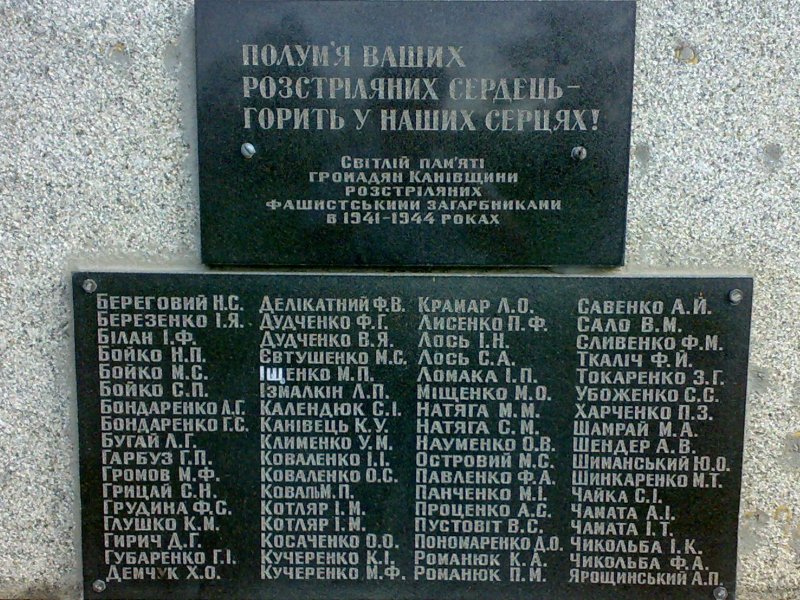 ПОЛУМ'Я ВАШИХ
РОЗСТРІЛЯНИХ СЕРДЕЦЬ –
ГОРИТЬ У НАШИХ СЕРЦЯХ!
СВІТЛІЙ ПАМ'ЯТІ
ГРОМАДЯН КАНІВЩИНИ
РОЗСТРІЛЯНИХ
ФАШИСТСЬКИМИ ЗАГАРБНИКАМИ
В 1941–1944 РОКАХ
БЕРЕГОВИЙ Н.С.
БЕРЕЗЕНКО І.Я.
БІЛАН І.Ф.
БОЙКО Н.П.
БОЙКО М.С.
БОЙКО С.П.
БОНДАРЕНКО Л.Г.
БОНДАРЕНКО Г.С.
БУГАЙ Л.Г.
ГАРБУЗ Г.П.
ГРОМОВ М.Ф.
ГРИЦАЙ С.Н.
ГРУДИНА Ф.С.
ГЛУШКО К.М.
ГИРИЧ Д.Г.
ГУБАРЕНКО Г.І.
ДЕМЧУК Х.О.
ДЕЛІКАТНИЙ Ф.В.
ДУДЧЕНКО Ф.Г.
ДУДЧЕНКО В.Я.
ЄВТУШЕНКО М.С.
ІЩЕНКО М.П.
ІЗМАЛКІН Л.П.
КАЛЕНДЮК С.І.
КАНІВЕЦЬ К.У.
КЛИМЕНКО У.М.
КОВАЛЕНКО І.І.
КОВАЛЕНКО О.С.
КОВАЛЬ М.П.
КОТЛЯР І.М.
КОТЛЯР І.М.
КОСАЧЕНКО О.О.
КУЧЕРЕНКО К.І.
КУЧЕРЕНКО М.Ф.
КРАМАР Л.О.
ЛИСЕНКО П.Ф.
ЛОСЬ І.Н.
ЛОСЬ С.А.
ЛОМАКА І.П.
МІЩЕНКО М.О.
НАТЯГА М.М.
НАТЯГА С.М.
НАУМЕНКО О.В.
ОСТРОВИЙ М.С.
ПАВЛЕНКО Ф.А.
ПАНЧЕНКО М.І.
ПРОЦЕНКО А.С.
ПУСТОВІТ В.С.
ПОНОМАРЕНКО Д.О.
РОМАНЮК К.А.
РОМАНЮК П.М.
САВЕНКО А.Й.
САЛО В.М.
СЛИВЕНКО Ф.М.
ТКАЛІЧ Ф.Й.
ТОКАРЕНКО З.Г.
УБОЖЕНКО С.С.
ХАРЧЕНКО П.З.
ШАМРАЙ М.А.
ШЕНДЕР А.В.
ШИМАНСЬКИЙ Ю.О.
ШИНКАРЕНКО М.Т.
ЧАЙКА С.І.
ЧАМАТА А.І.
ЧАМАТА І.Т.
ЧИКОЛЬБА І.К.
ЧИКОЛЬБА Ф.А.
ЯРОЩИНСЬКИЙ А.П.